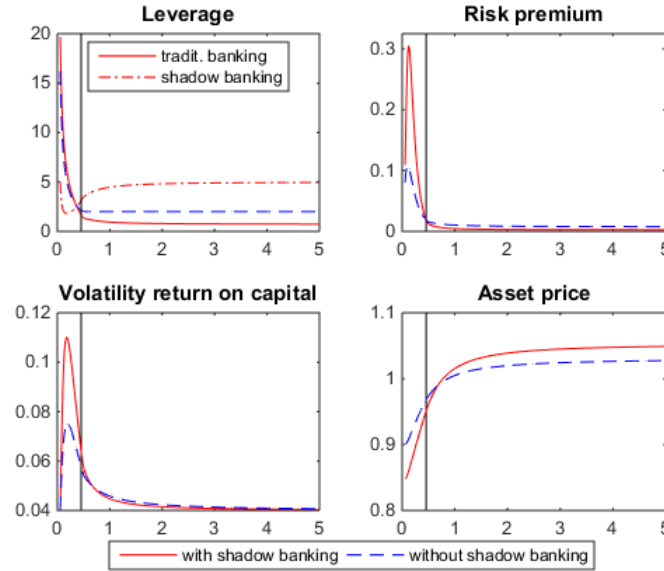 Leverage
20
15
10
5
0
0 1 2 3 4 5
tradit. banking
shadow banking
Risk premium
0.3
0.2
0.1
0
0 1 2 3 4 5
Volatility return on capital
0.12
0.1
0.08
0.06
0.04
0 1 2 3 4 5
Asset price
1.1
1
0.9
0.8
0 1 2 3 4 5
with shadow banking without shadow banking